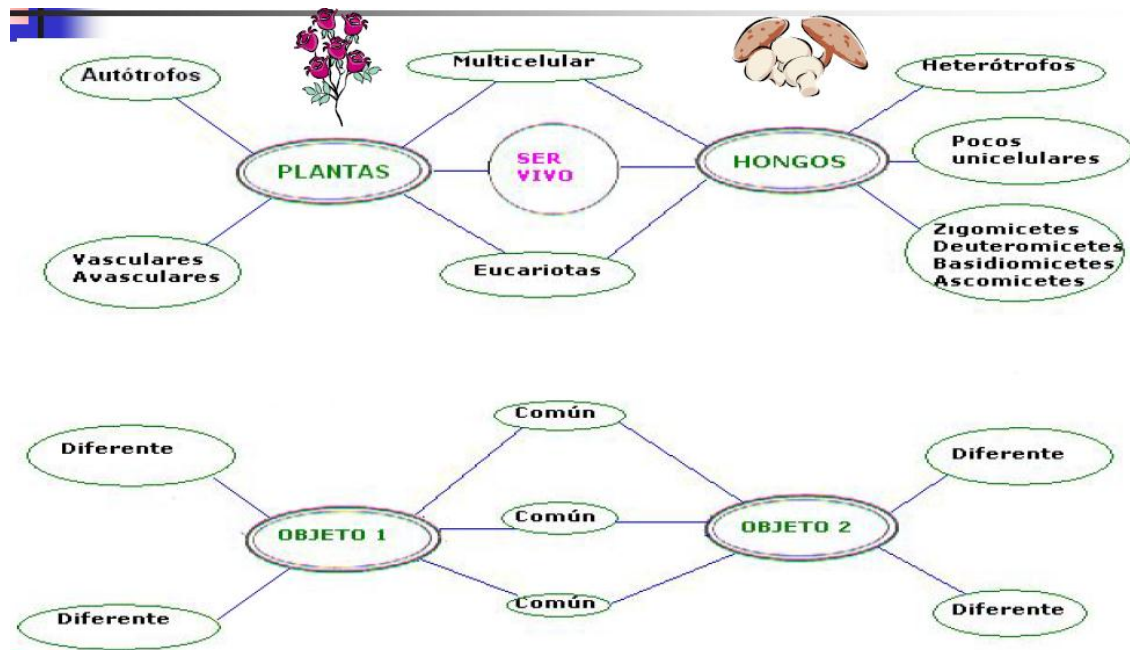 Autótrofos
Multicelular
Heterótrofos
PLANTAS
SER
VIVO
HONGOS
Pocos
unicelulares
Vasculares
Avasculares
Eucariotas
Zigomicetes
Deuteromicetes
Basidiomicetes
Ascomicetes
Común
Diferente
Diferente
OBJETO 1
Común
OBJETO 2
Diferente
Común
Diferente